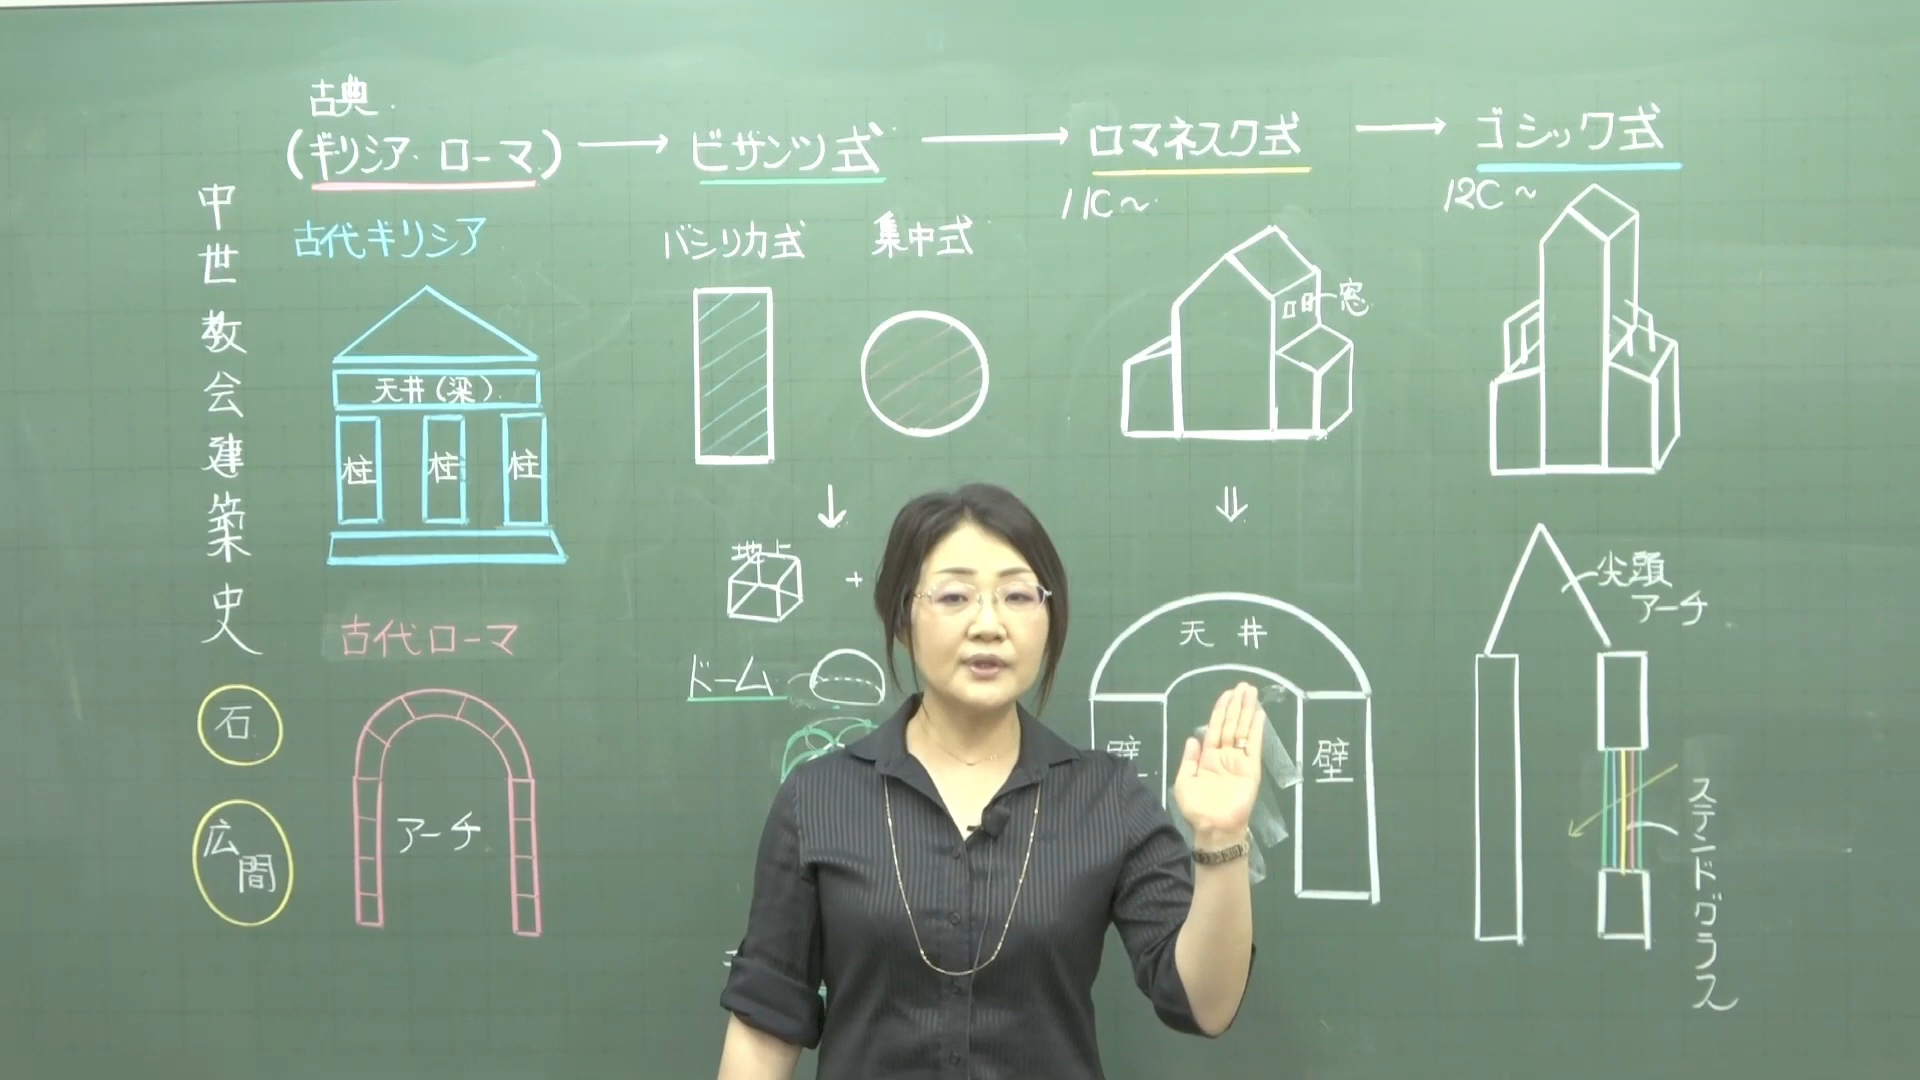 中世教会建築史
石
広間
古典
(ギリシア・ローマ) → ビザンツ式 → ロマネスク式 → ゴシック式
11C〜
12C〜
古代ギリシア
天井(梁)
柱 柱 柱
古代ローマ
アーチ
バシリカ式 集中式
↓
+
ドーム
窓
⇓
天井
壁 壁
尖頭
アーチ
ステンドグラス